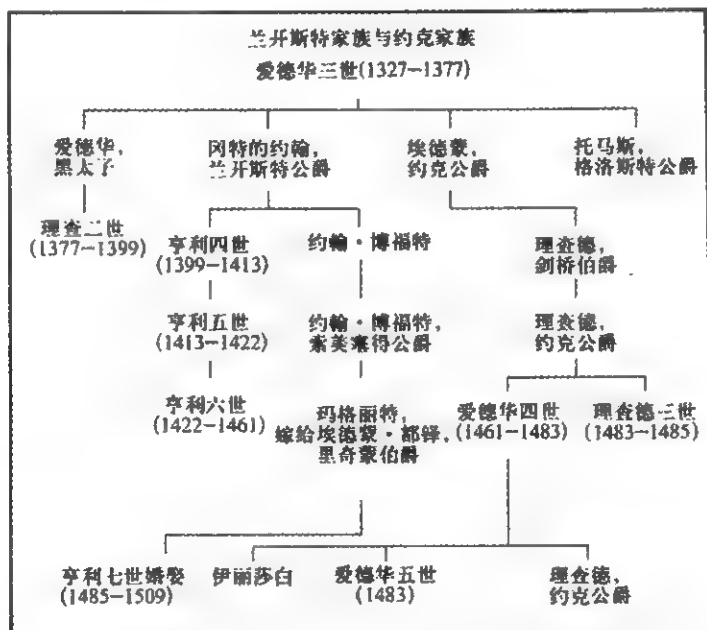 兰开斯特家族与约克家族
爱德华三世(1327-1377)
爱德华,
黑太子
冈特的约翰,
兰开斯特公爵
埃德蒙,
约克公爵
托马斯,
格洛斯特公爵
理查二世
(1377-1399)
亨利四世
(1399-1413)
约翰·博福特
理查德,
剑桥伯爵
亨利五世
(1413-1422)
约翰·博福特,
索美塞得公爵
理查德,
约克公爵
亨利六世
(1422-1461)
玛格丽特,
嫁给埃德蒙·都铎,
里奇蒙伯爵
爱德华四世
(1461-1483)
理查德三世
(1483-1485)
亨利七世婚娶
(1485-1509)
伊丽莎白
爱德华五世
(1483)
理查德,
约克公爵